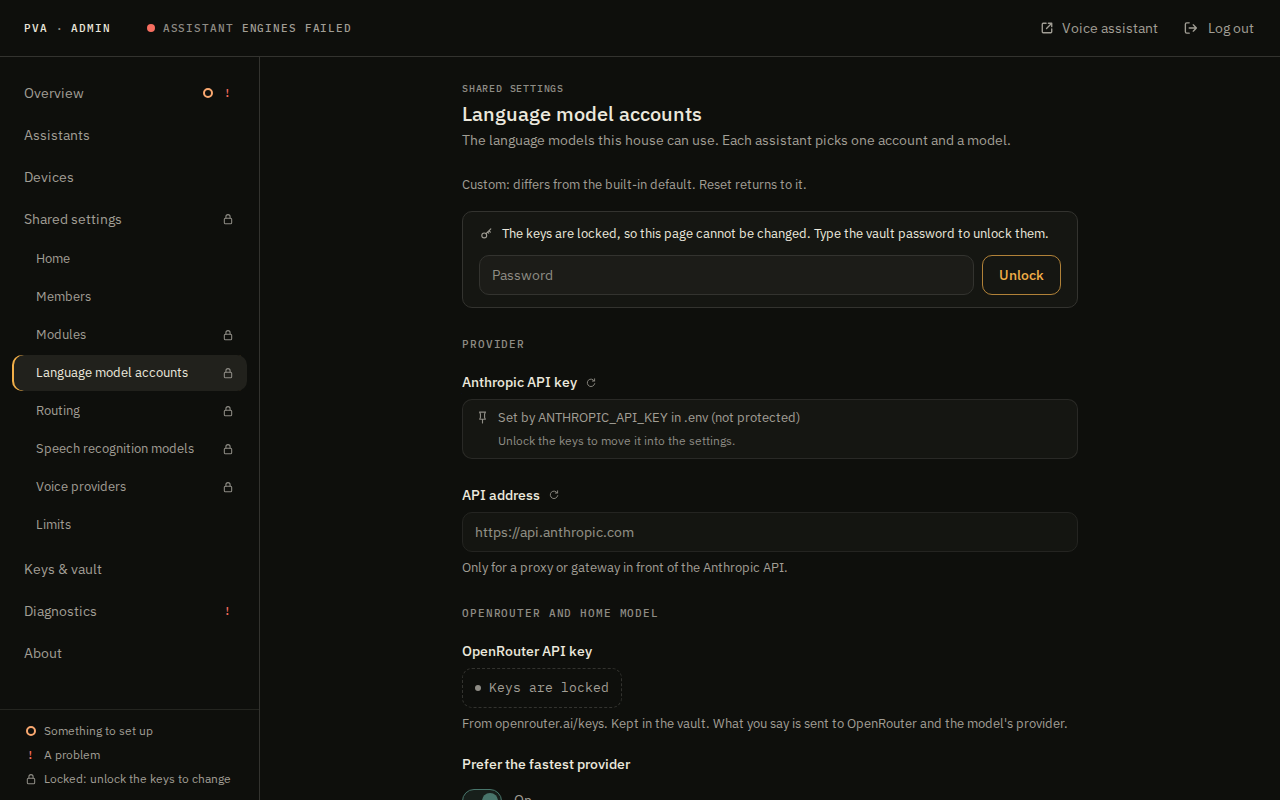 PVA · ADMIN
ASSISTANT ENGINES FAILED
Voice assistant
Log out
Overview !
Assistants
Devices
Shared settings
Home
Members
Modules
Language model accounts
Routing
Speech recognition models
Voice providers
Limits
Keys & vault
Diagnostics !
About
Something to set up
! A problem
Locked: unlock the keys to change
SHARED SETTINGS
Language model accounts
The language models this house can use. Each assistant picks one account and a model.
Custom: differs from the built-in default. Reset returns to it.
The keys are locked, so this page cannot be changed. Type the vault password to unlock them.
Password
Unlock
PROVIDER
Anthropic API key
Set by ANTHROPIC_API_KEY in .env (not protected)
Unlock the keys to move it into the settings.
API address
https://api.anthropic.com
Only for a proxy or gateway in front of the Anthropic API.
OPENROUTER AND HOME MODEL
OpenRouter API key
Keys are locked
From openrouter.ai/keys. Kept in the vault. What you say is sent to OpenRouter and the model's provider.
Prefer the fastest provider
On